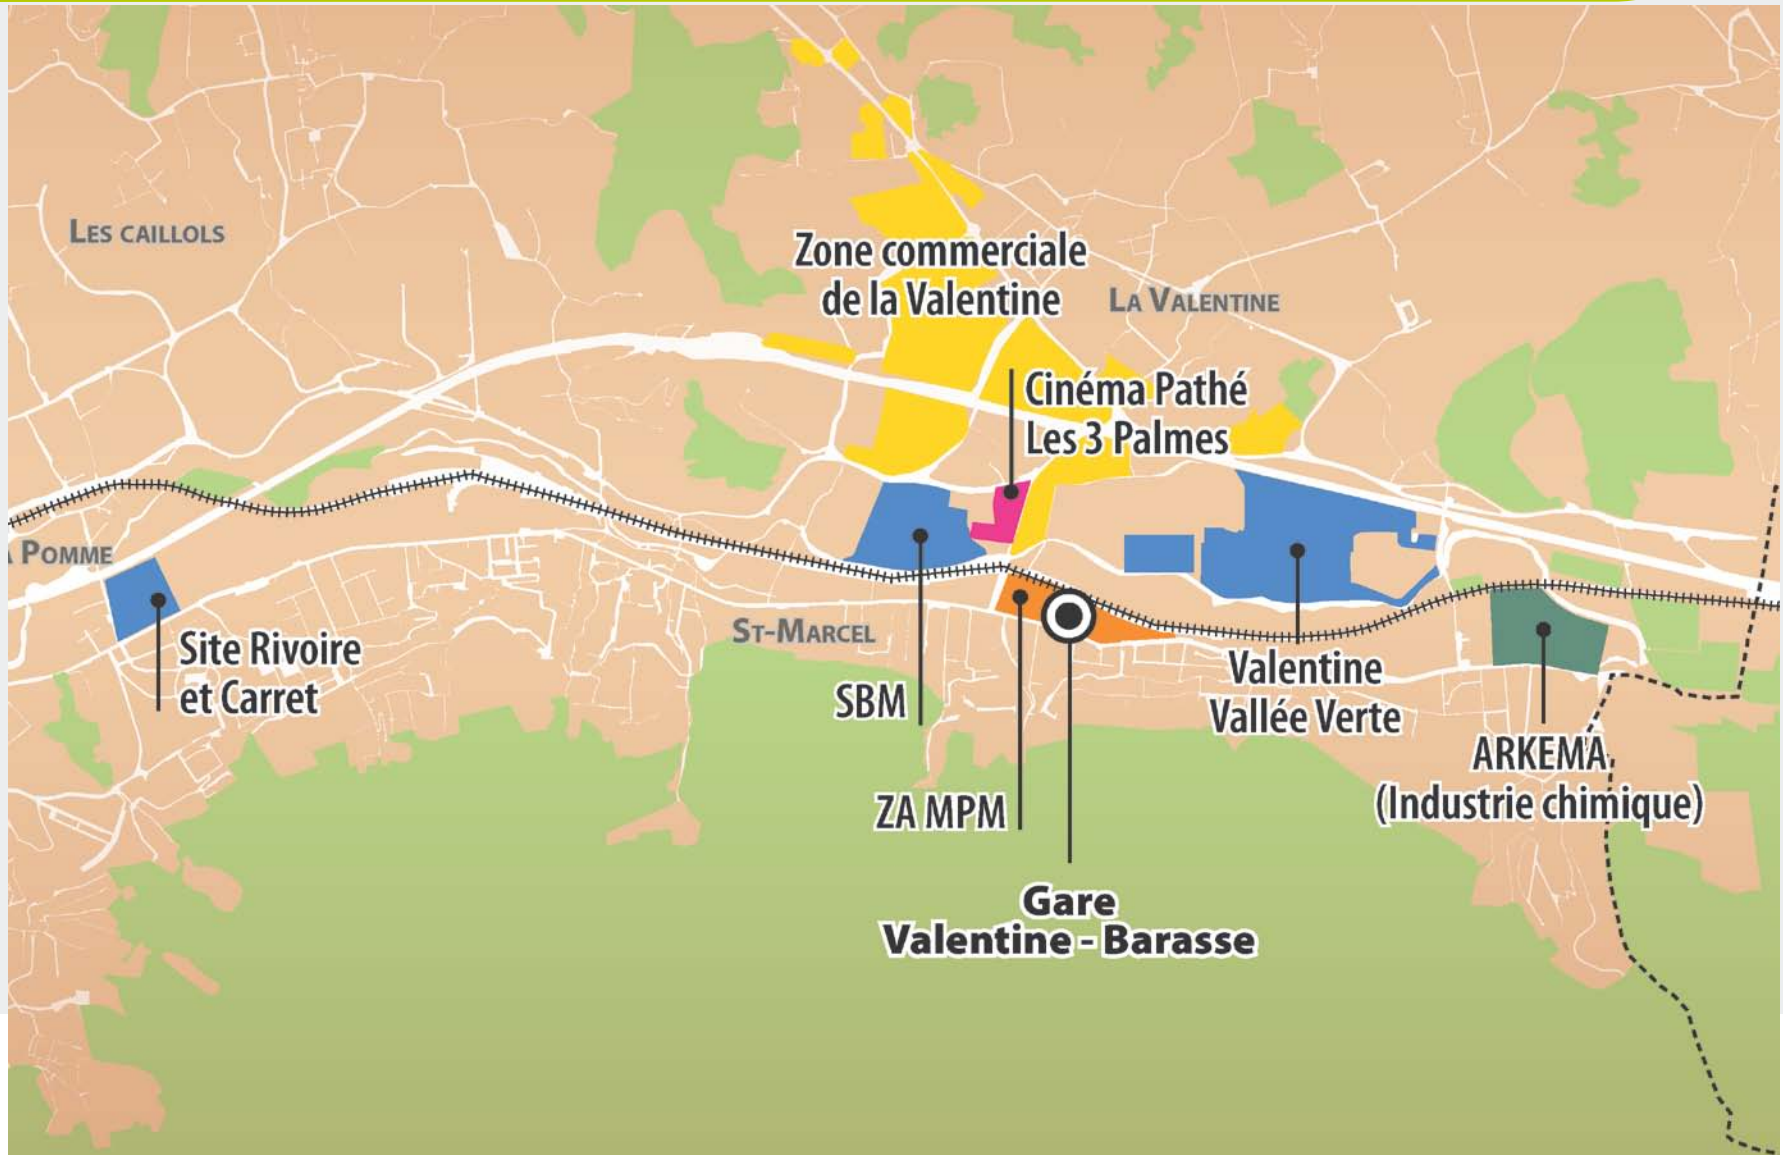 LES CAILLOLS
Zone commerciale
de la Valentine
LA VALENTINE
Cinéma Pathé
Les 3 Palmes
POMME
Site Rivoire
et Carret
ST-MARCEL
SBM
Valentine
Vallée Verte
ARKEMA
(Industrie chimique)
ZA MPM
Gare
Valentine - Barasse